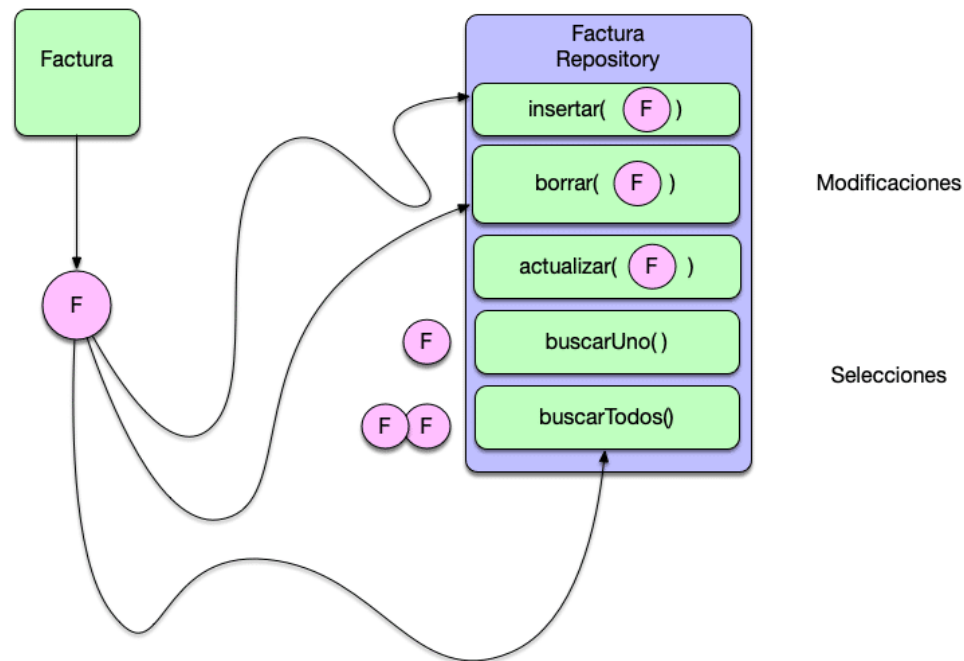 Factura
Factura
Repository
insertar( F )
borrar( F )
Modificaciones
actualizar( F )
F
F
buscarUno()
Selecciones
F F
buscarTodos()